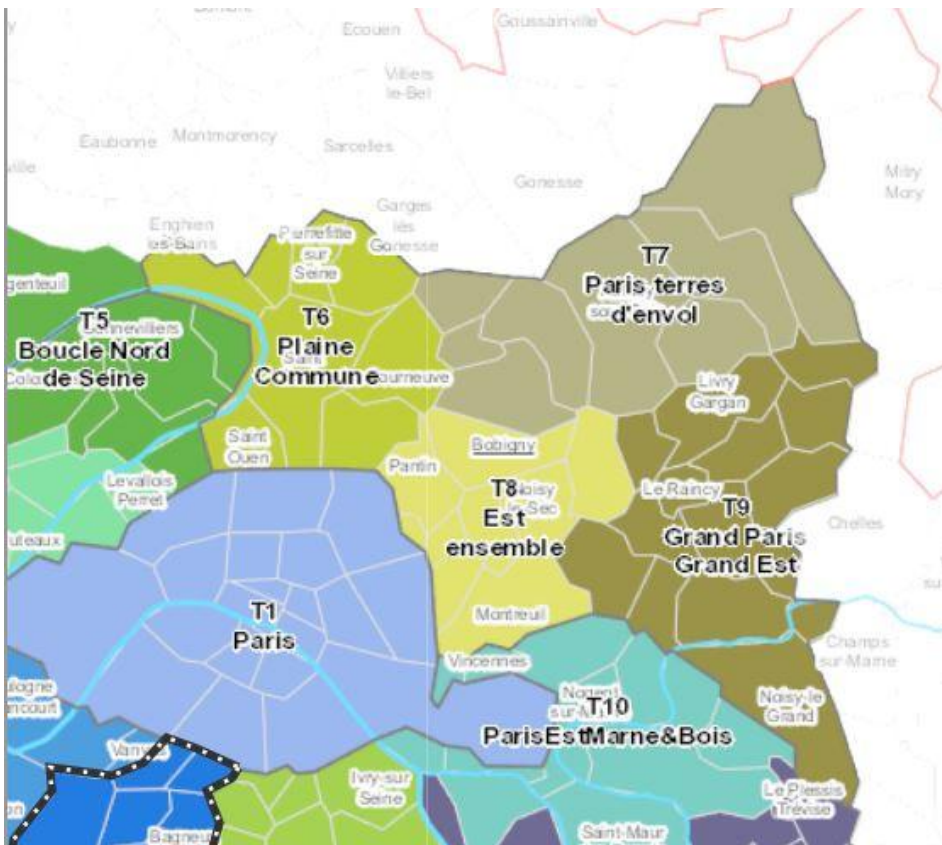 Goussainville
Ecouen
Villiers
le-Bel
Eaubonne
Montmorency
Sarcelles
Mitry
Mory
Gonesse
Enghien
les-Bains
Garges
lès
Gonesse
Pierrefitte
sur
Seine
T7
Paris terres
d'envol
T5
Boucle Nord
de Seine
T6
Plaine
Commune
Livry
Gargan
Saint
Ouen
Bobigny
Pantin
Levallois
Perret
T8
Est
ensemble
Le Raincy
T9
Grand Paris
Grand Est
Chelles
T1
Paris
Montreuil
Vincennes
Champs
sur-Marne
Noisy-le
Grand
T10
ParisEstMarne&Bois
Ivry-sur
Seine
Le Plessis
Trévise
Saint-Maur